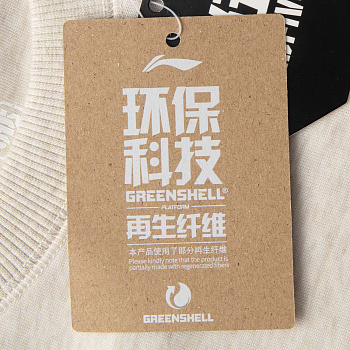 环保
科技
GREENSHELL®
PLATFORM
再生纤维
本产品使用了部分再生纤维
Please kindly note that the product is
partially made with regenerated fibers
GREENSHELL